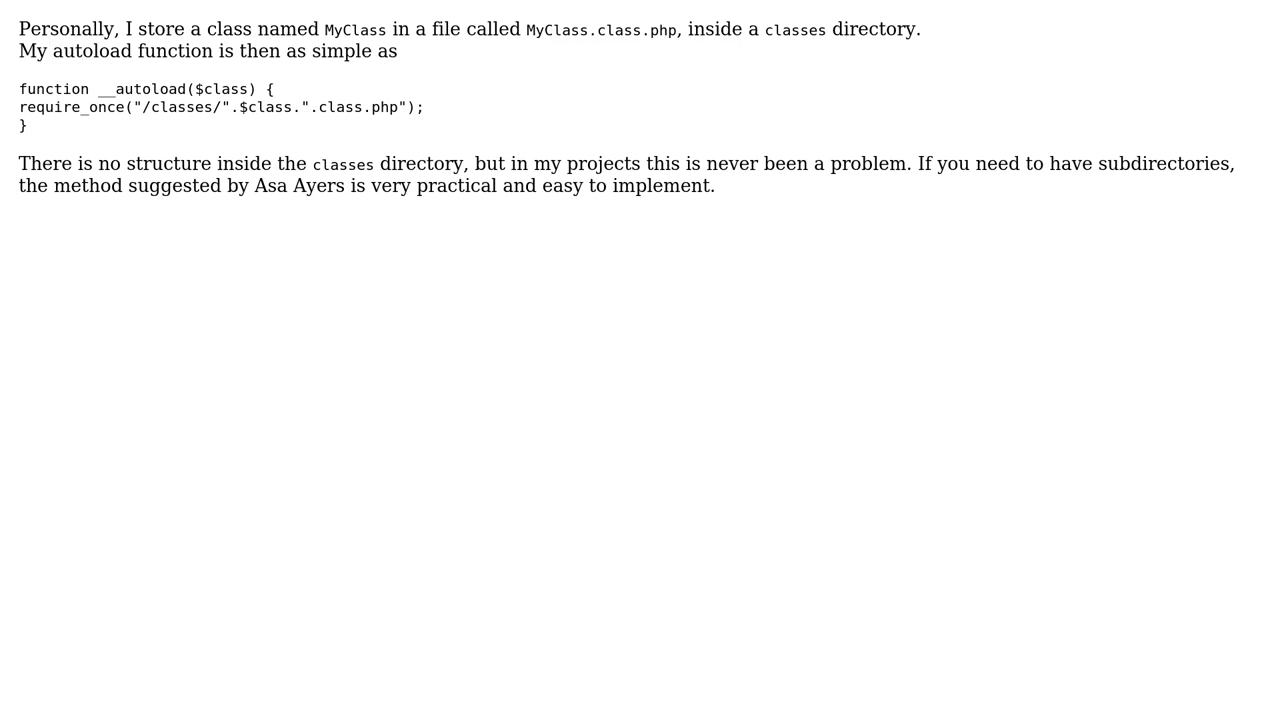 Personally, I store a class named MyClass in a file called MyClass.class.php, inside a classes directory.
My autoload function is then as simple as
function __autoload($class) {
require_once("/classes/".$class.".class.php");
}
There is no structure inside the classes directory, but in my projects this is never been a problem. If you need to have subdirectories,
the method suggested by Asa Ayers is very practical and easy to implement.